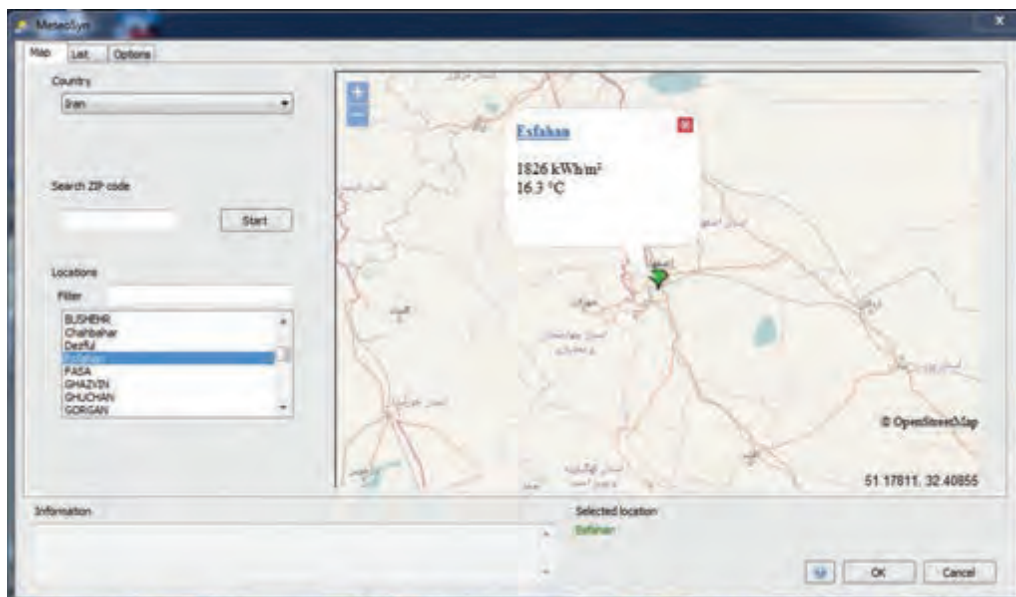 MeteoSyn
Map List Options
Country
Iran
Search ZIP code
Start
Locations
Filter
BUSHEHR
Chahbahar
Dezful
Esfahan
FASA
GHAZVIN
GHUCHAN
GORGAN
Esfahan
1826 kWh/m²
16.3 °C
© OpenStreetMap
51.17811, 32.40855
Information
Selected location
Esfahan
OK
Cancel